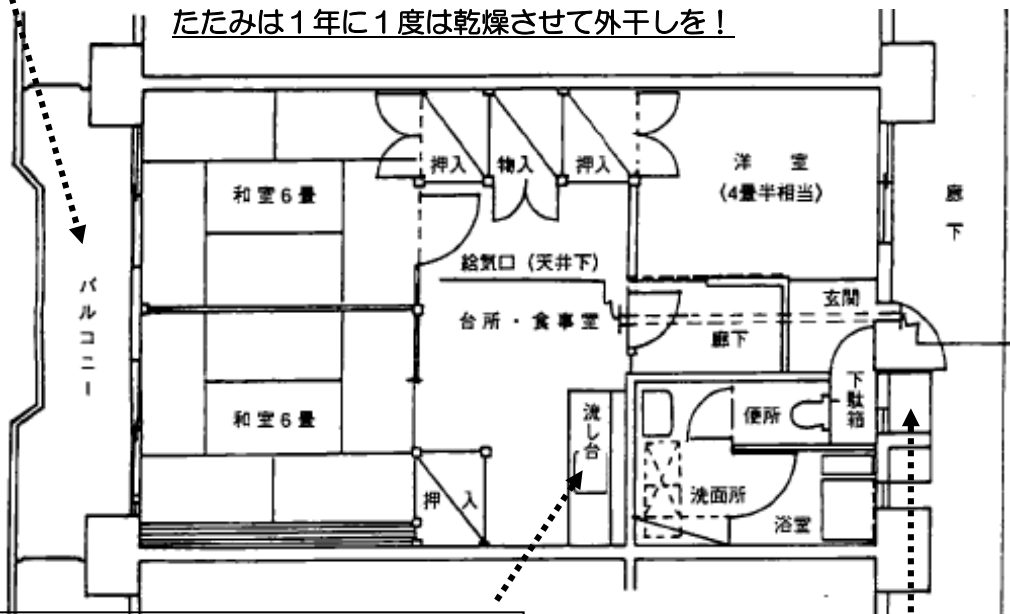 たたみは１年に１度は乾燥させて外干しを！
押入
物入
押入
洋室
（4畳半相当）
和室６畳
廊下
給気口（天井下）
バルコニー
玄関
台所・食事室
廊下
下駄箱
和室６畳
流し台
便所
押入
洗面所
浴室